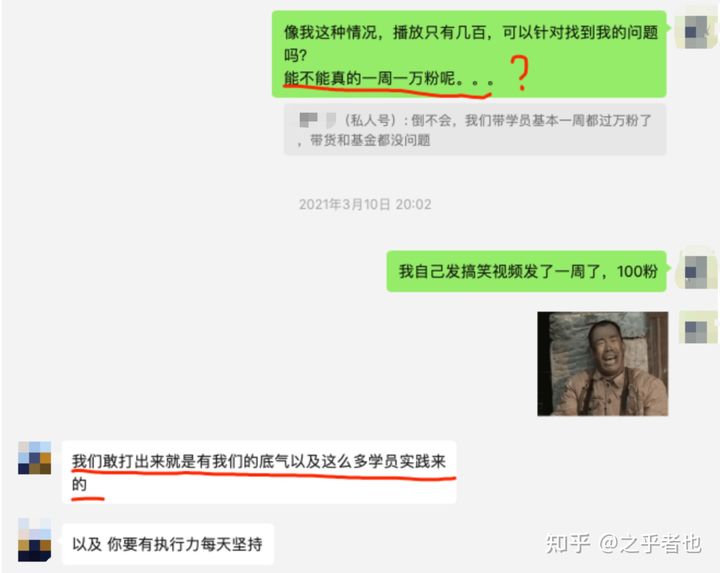 像我这种情况，播放只有几百，可以针对找到我的问题
吗？
能不能真的一周一万粉呢。。。
？
（私人号）: 倒不会，我们带学员基本一周都过万粉了
，带货和基金都没问题
2021年3月10日 20:02
我自己发搞笑视频发了一周了，100粉
我们敢打出来就是有我们的底气以及这么多学员实践来
的
以及 你要有执行力每天坚持
知乎 @之乎者也